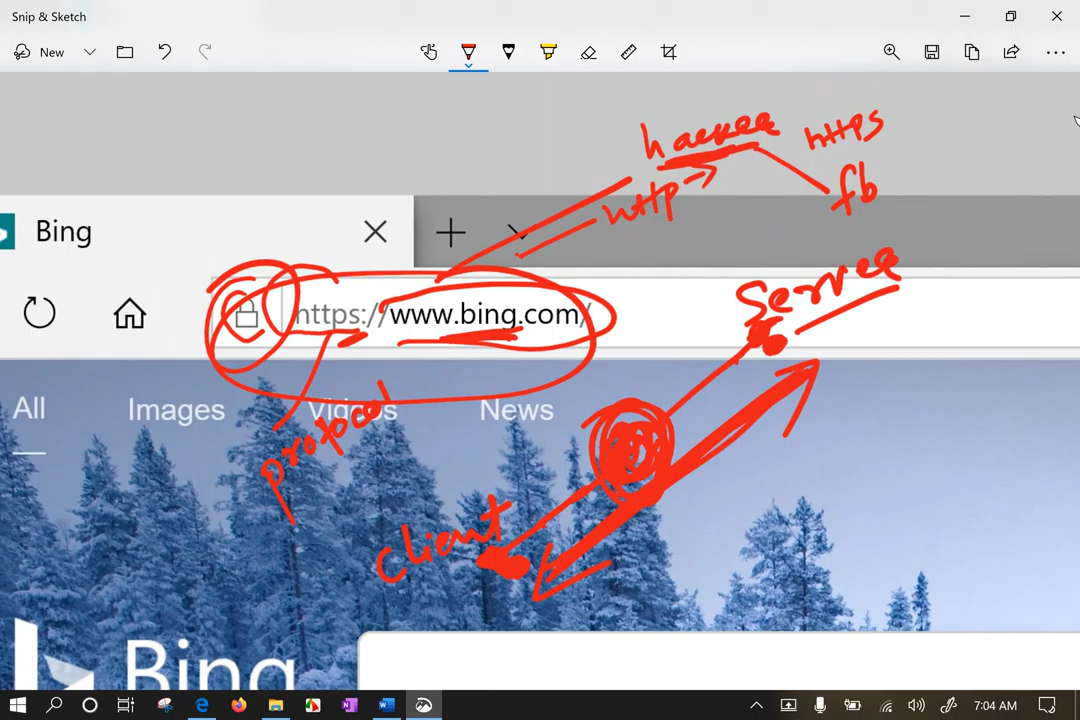 Snip & Sketch
New
hacker https
http → fb
Bing
https://www.bing.com/
Server
All Images Videos News
protocol
Client
Bing
7:04 AM